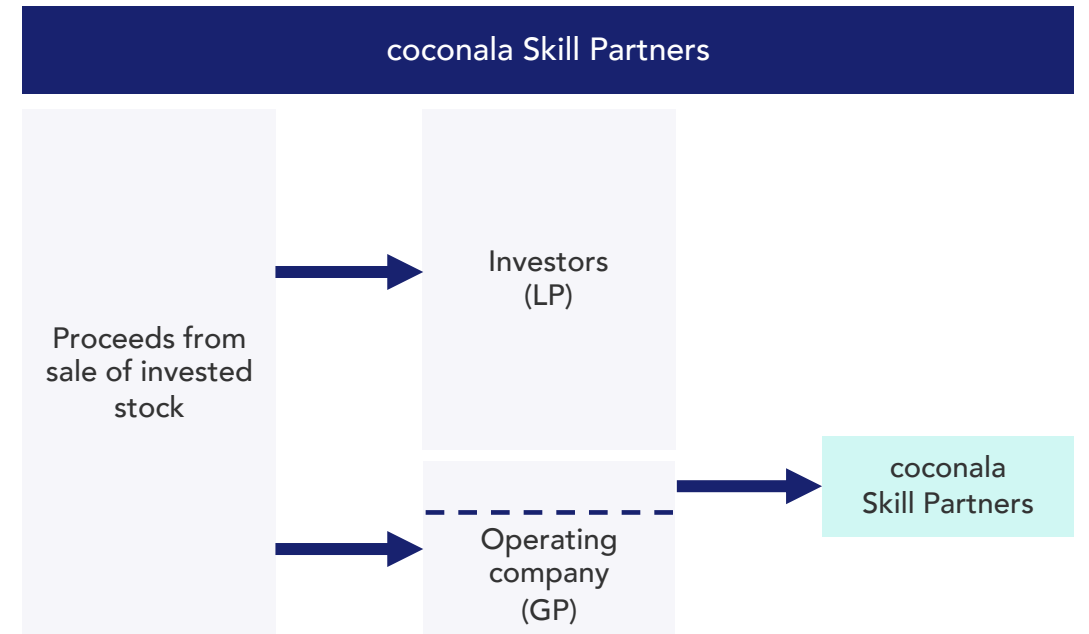 coconala Skill Partners
Proceeds from
sale of invested
stock
Investors
(LP)
Operating
company
(GP)
coconala
Skill Partners